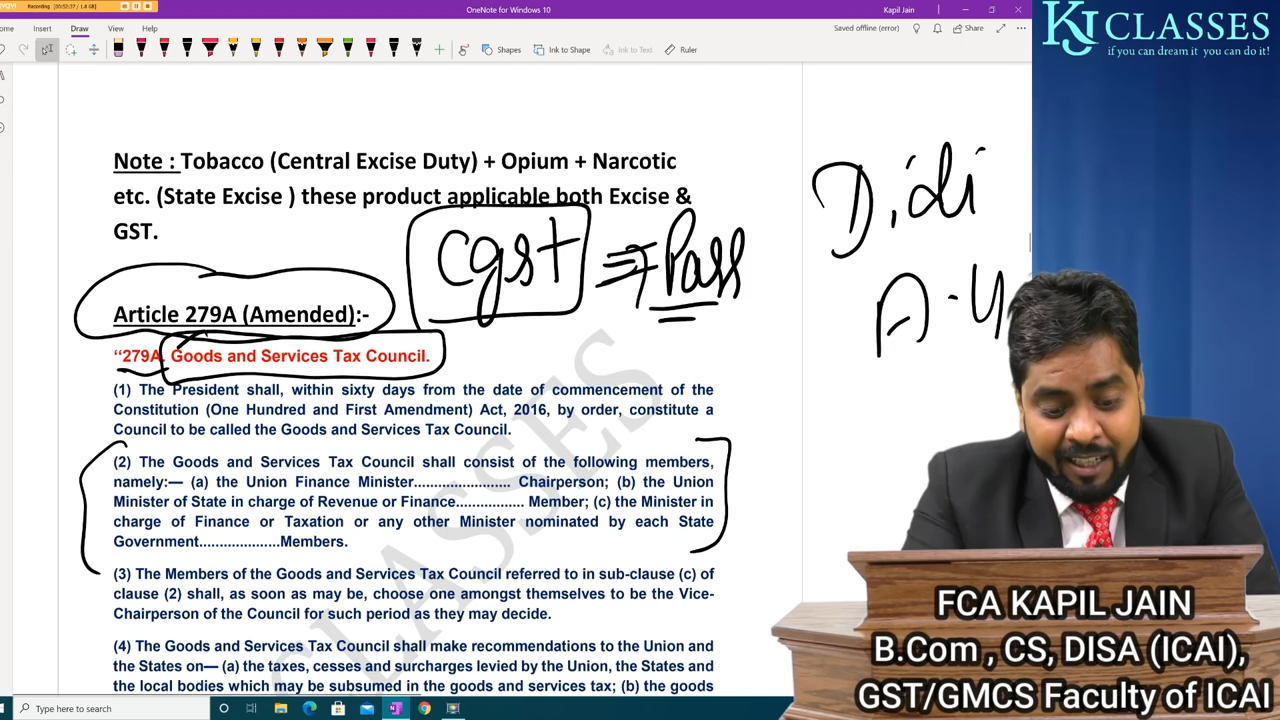 Recording [00:52:37 / 1.8 GB]
OneNote for Windows 10
Kapil Jain
Insert Draw View Help
Saved offline (error)
Share
Shapes Ink to Shape Ink to Text Ruler
KJ CLASSES
if you can dream it you can do it!
Note : Tobacco (Central Excise Duty) + Opium + Narcotic
etc. (State Excise ) these product applicable both Excise &
GST.
Didi
cgst ⇒ Pass
A-4
Article 279A (Amended):-
“279A. Goods and Services Tax Council.
(1) The President shall, within sixty days from the date of commencement of the
Constitution (One Hundred and First Amendment) Act, 2016, by order, constitute a
Council to be called the Goods and Services Tax Council.
(2) The Goods and Services Tax Council shall consist of the following members,
namely:— (a) the Union Finance Minister........................ Chairperson; (b) the Union
Minister of State in charge of Revenue or Finance................. Member; (c) the Minister in
charge of Finance or Taxation or any other Minister nominated by each State
Government....................Members.
(3) The Members of the Goods and Services Tax Council referred to in sub-clause (c) of
clause (2) shall, as soon as may be, choose one amongst themselves to be the Vice-
Chairperson of the Council for such period as they may decide.
(4) The Goods and Services Tax Council shall make recommendations to the Union and
the States on— (a) the taxes, cesses and surcharges levied by the Union, the States and
the local bodies which may be subsumed in the goods and services tax; (b) the goods
CLASSES
FCA KAPIL JAIN
B.Com , CS, DISA (ICAI),
GST/GMCS Faculty of ICAI
Type here to search